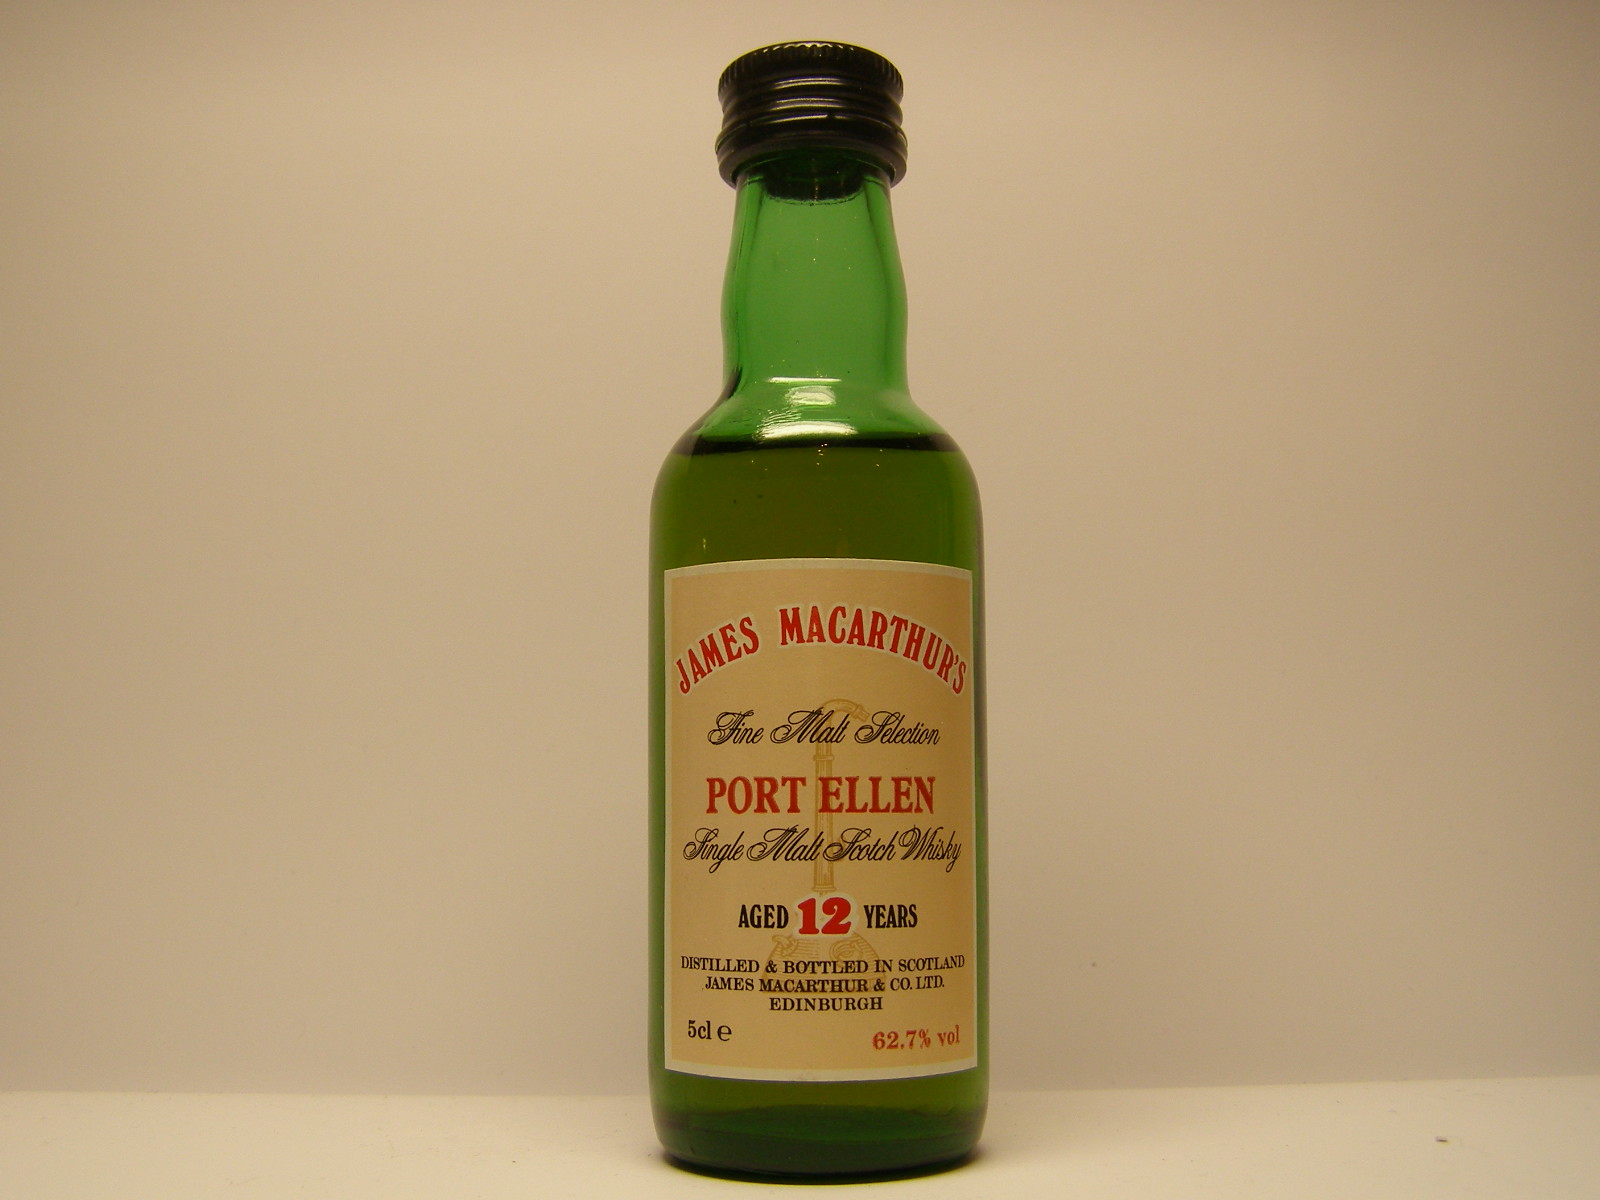 JAMES MACARTHUR'S
Fine Malt Selection
PORT ELLEN
Single Malt Scotch Whisky
AGED 12 YEARS
DISTILLED & BOTTLED IN SCOTLAND
JAMES MACARTHUR & CO. LTD.
EDINBURGH
5cl e 62.7% vol